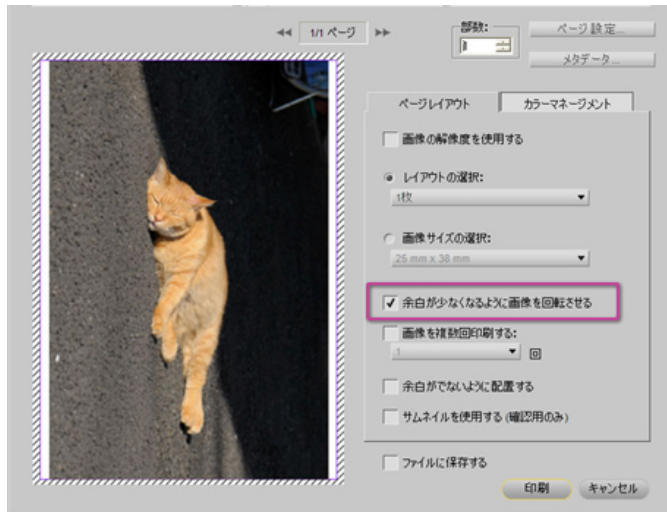 1/1 ページ
部数:
1
ページ設定...
メタデータ...
ページレイアウト
カラーマネージメント
画像の解像度を使用する
レイアウトの選択:
1枚
画像サイズの選択:
25 mm x 38 mm
余白が少なくなるように画像を回転させる
画像を複数回印刷する:
1
回
余白がでないように配置する
サムネイルを使用する (確認用のみ)
ファイルに保存する
印刷
キャンセル